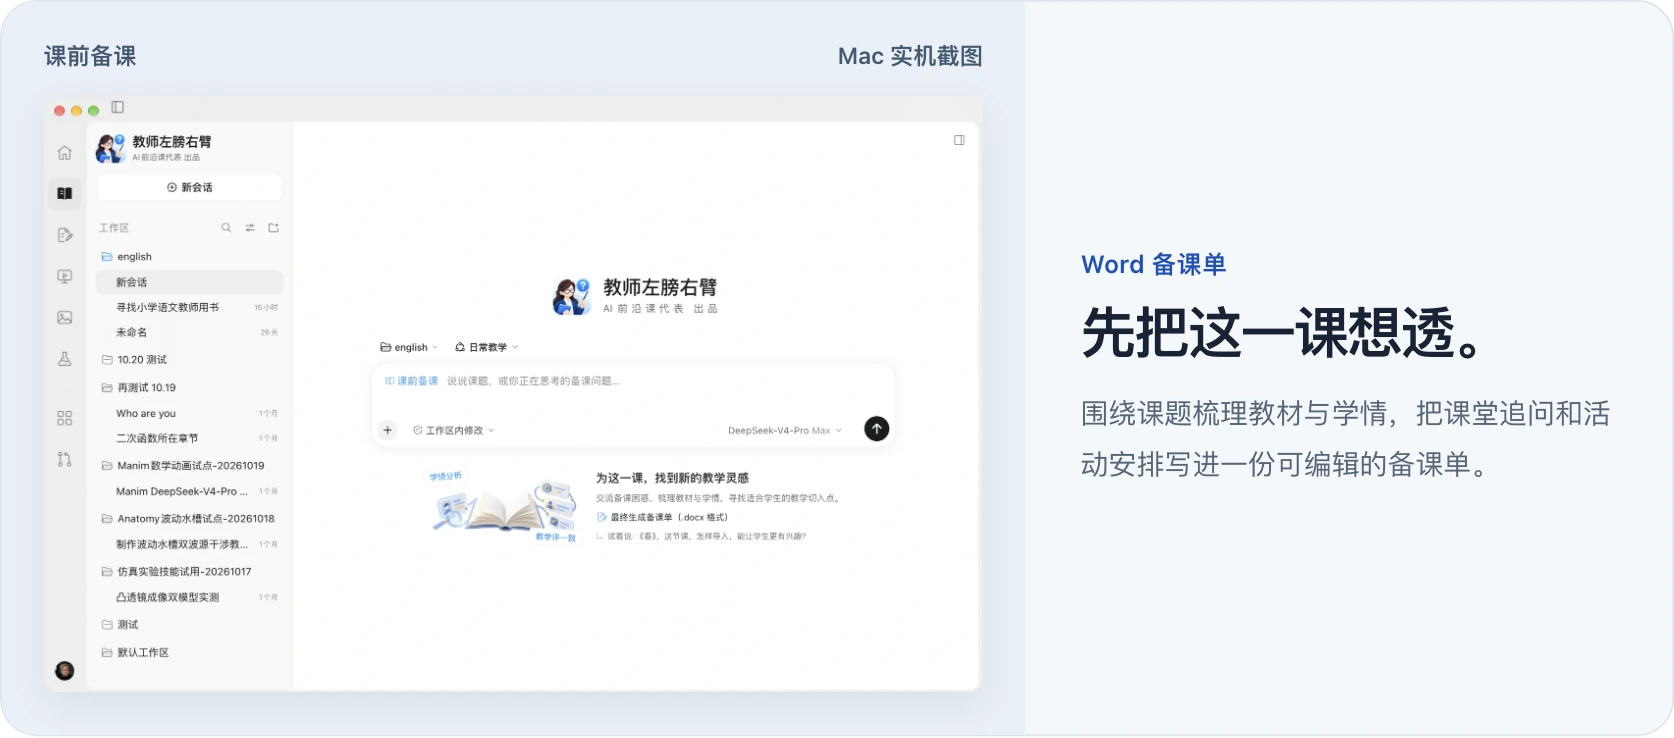 课前备课
Mac 实机截图
教师左膀右臂
AI 前沿课代表 出品
新会话
工作区
english
新会话
寻找小学语文教师用书 16小时
未命名 26天
10.20 测试
再测试 10.19
Who are you 1个月
二次函数所在章节 1个月
Manim数学动画试点-20261019
Manim DeepSeek-V4-Pro ... 1个月
Anatomy波动水槽试点-20261018
制作波动水槽双波源干涉教... 1个月
仿真实验技能试用-20261017
凸透镜成像双模型实测 1个月
测试
默认工作区
教师左膀右臂
AI 前沿课代表 出品
english 日常教学
课前备课 说说课题，或你正在思考的备课问题...
工作区内修改 DeepSeek-V4-Pro Max
学情分析
教学评一致
为这一课，找到新的教学灵感
交流备课困惑、梳理教材与学情，寻找适合学生的教学切入点。
最终生成备课单（.docx 格式）
试着说：《春》，这节课，怎样导入，能让学生更有兴趣？
Word 备课单
先把这一课想透。
围绕课题梳理教材与学情，把课堂追问和活
动安排写进一份可编辑的备课单。